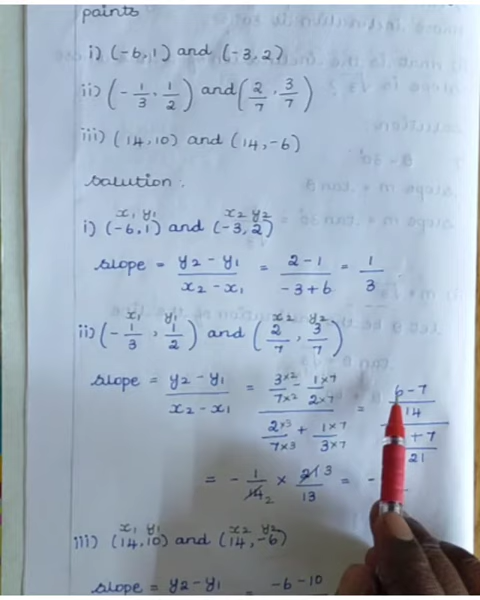 points
i) (-6,1) and (-3,2)
ii) (-1/3, 1/2) and (2/7, 3/7)
iii) (14,10) and (14,-6)
solution:
x₁ y₁ x₂ y₂
i) (-6,1) and (-3,2)
slope = (y₂ - y₁)/(x₂ - x₁) = (2-1)/(-3+6) = 1/3
x₁ y₁ x₂ y₂
ii) (-1/3, 1/2) and (2/7, 3/7)
slope = (y₂ - y₁)/(x₂ - x₁) = (3×2/7×2 - 1×7/2×7)/(2×3/7×3 + 1×7/3×7) = ((6-7)/14)/( +7/21)
= - 1/14 2 × 21 3/13 = -
x₁ y₁ x₂ y₂
iii) (14,10) and (14,-6)
slope = y₂ - y₁ = -6-10